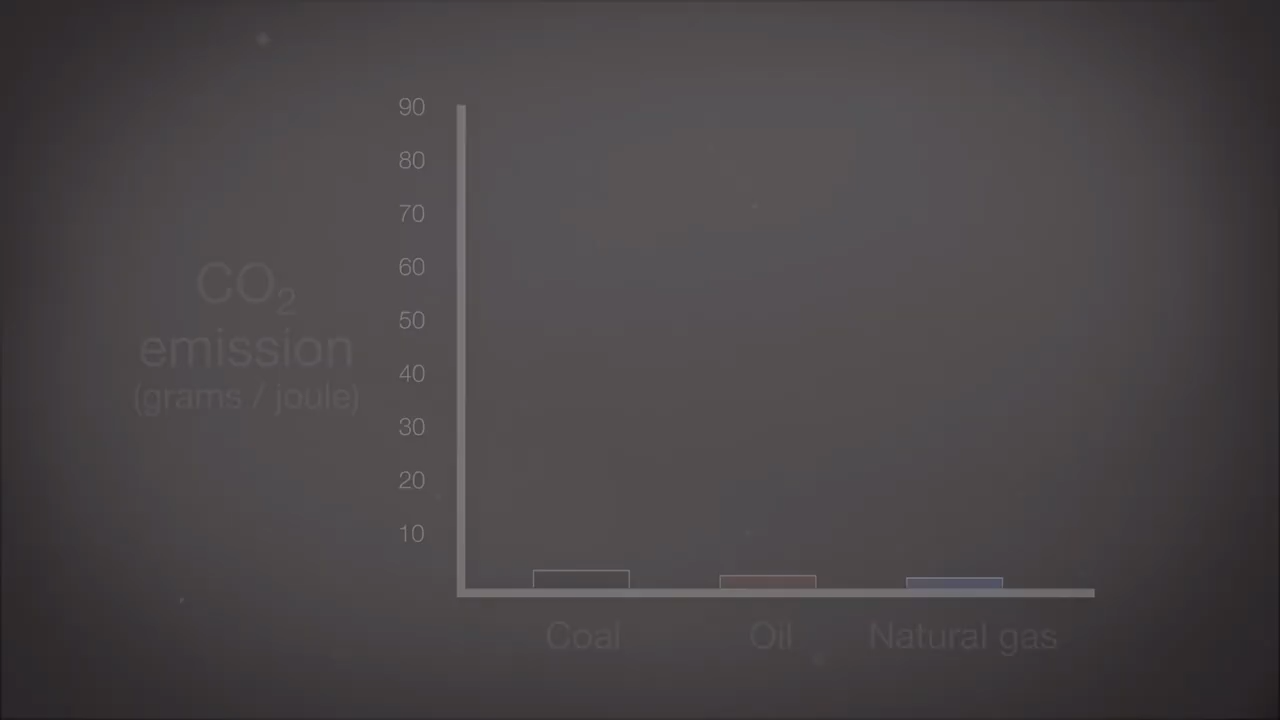 90
80
70
60
50
40
30
20
10
CO₂
emission
(grams / joule)
Coal
Oil
Natural gas